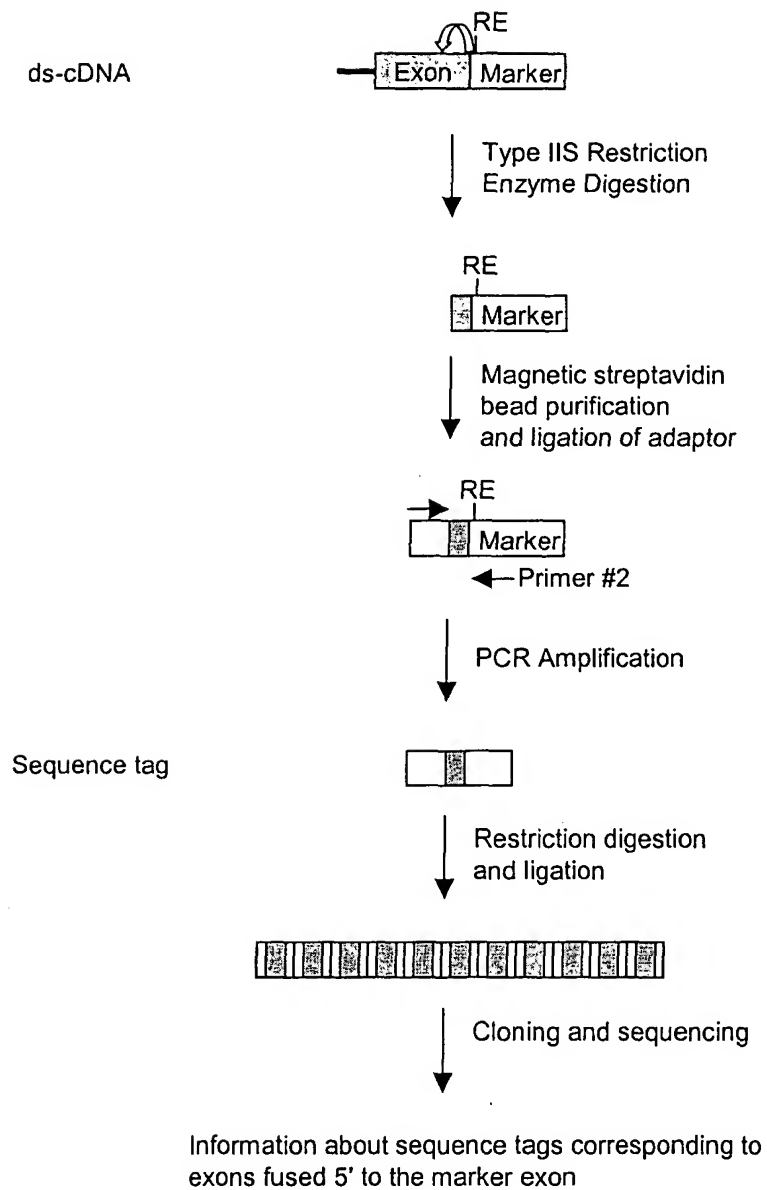 RE
ds-cDNA
Exon
Marker
Type IIS Restriction
Enzyme Digestion
RE
Marker
Magnetic streptavidin
bead purification
and ligation of adaptor
RE
Marker
Primer #2
PCR Amplification
Sequence tag
Restriction digestion
and ligation
Cloning and sequencing
Information about sequence tags corresponding to
exons fused 5' to the marker exon